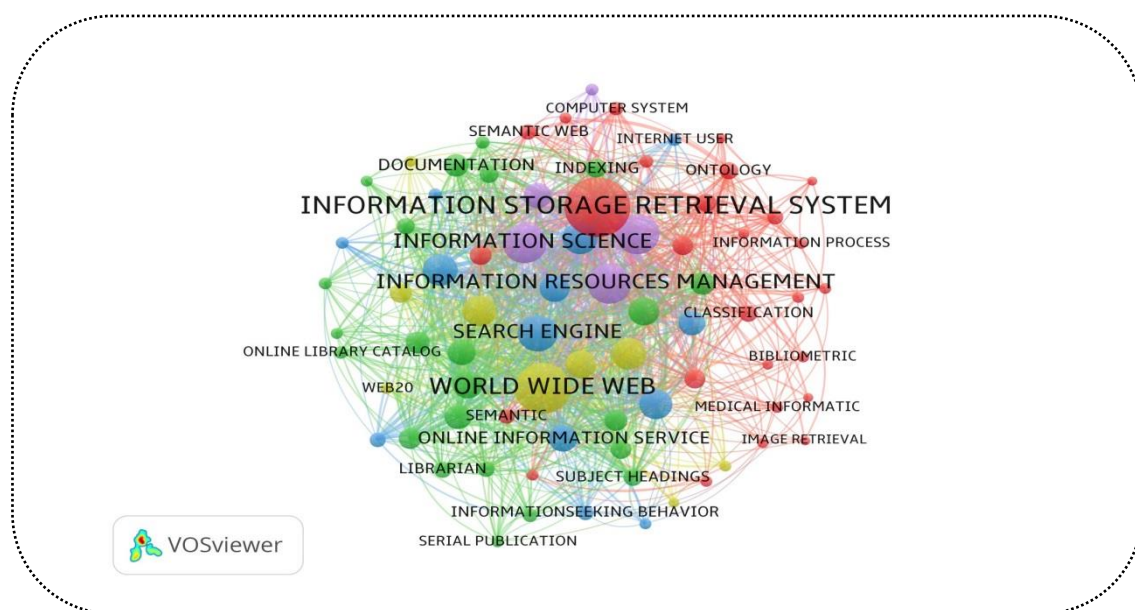 COMPUTER SYSTEM
SEMANTIC WEB
INTERNET USER
DOCUMENTATION
INDEXING
ONTOLOGY
INFORMATION STORAGE RETRIEVAL SYSTEM
INFORMATION SCIENCE
INFORMATION PROCESS
INFORMATION RESOURCES MANAGEMENT
CLASSIFICATION
SEARCH ENGINE
ONLINE LIBRARY CATALOG
BIBLIOMETRIC
WEB20
WORLD WIDE WEB
SEMANTIC
MEDICAL INFORMATIC
ONLINE INFORMATION SERVICE
IMAGE RETRIEVAL
LIBRARIAN
SUBJECT HEADINGS
INFORMATIONSEEKING BEHAVIOR
SERIAL PUBLICATION
VOSviewer